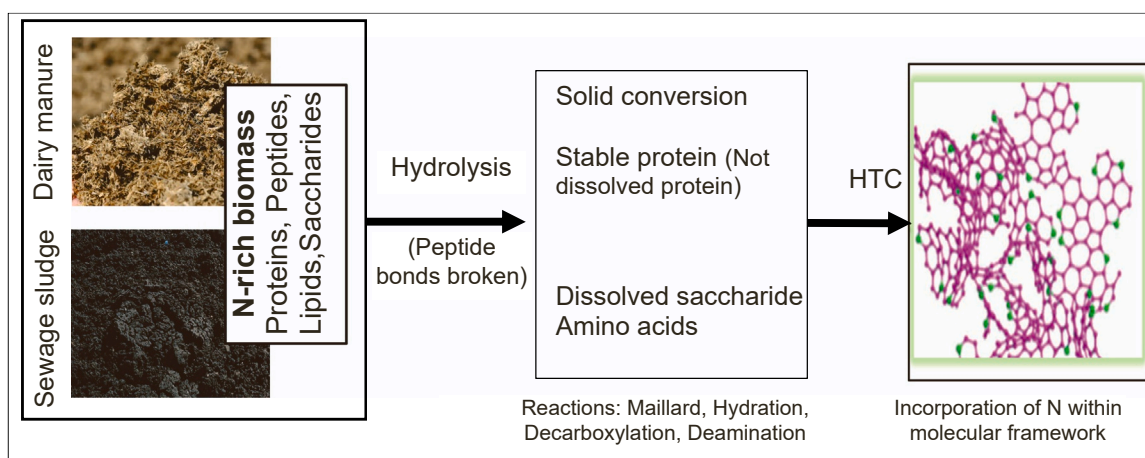 Dairy manure
Sewage sludge
N-rich biomass
Proteins, Peptides,
Lipids,Saccharides
Hydrolysis
(Peptide
bonds broken)
Solid conversion
Stable protein (Not
dissolved protein)
Dissolved saccharide
Amino acids
Reactions: Maillard, Hydration,
Decarboxylation, Deamination
HTC
Incorporation of N within
molecular framework